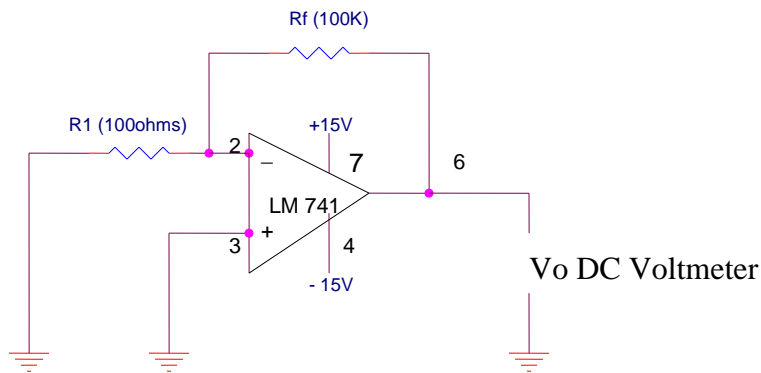 Rf (100K)
R1 (100ohms)
+15V
2
7
6
–
LM 741
+
3
4
- 15V
Vo DC Voltmeter